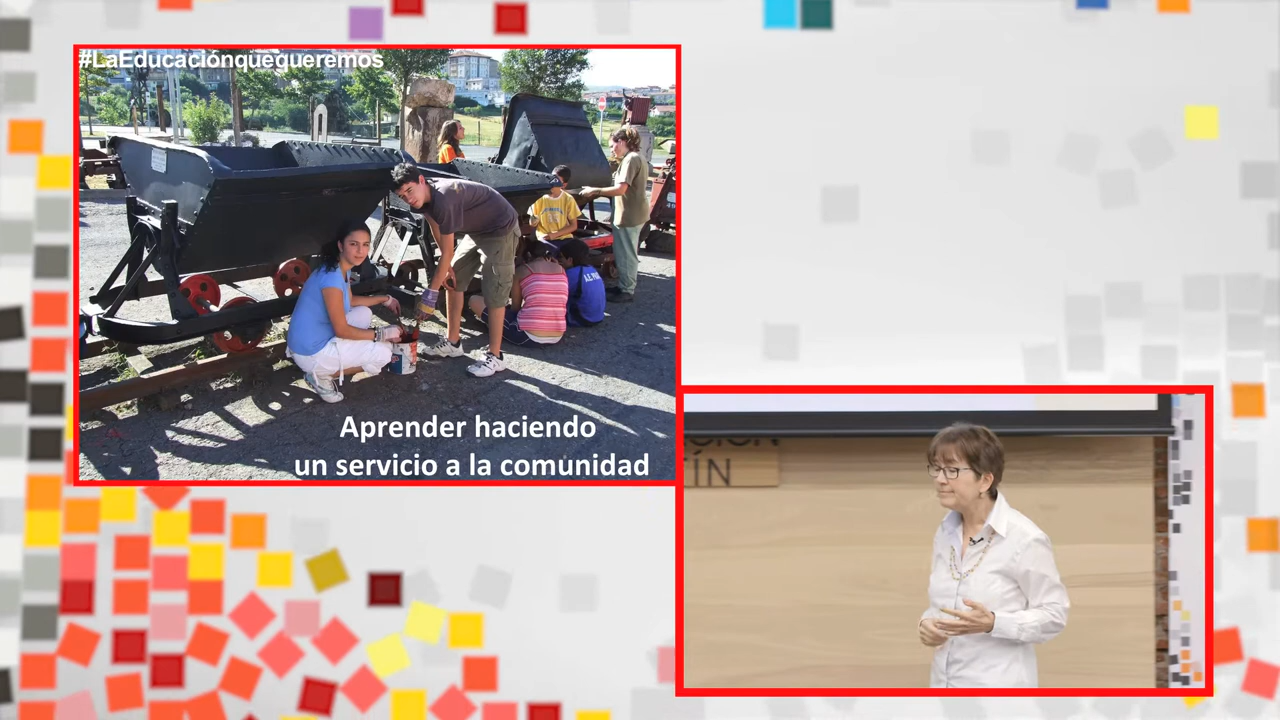 #LaEducaciónquequeremos
Aprender haciendo
un servicio a la comunidad